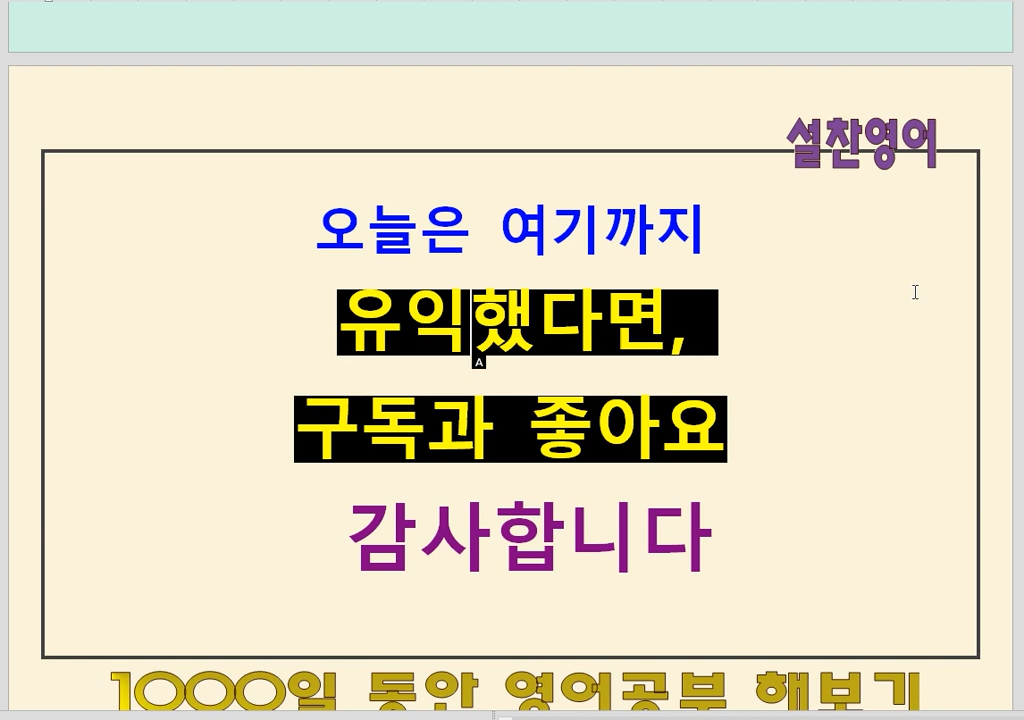 설찬영어
오늘은 여기까지
유익했다면,
A
구독과 좋아요
감사합니다
1000일 동안 영어공부 해보기